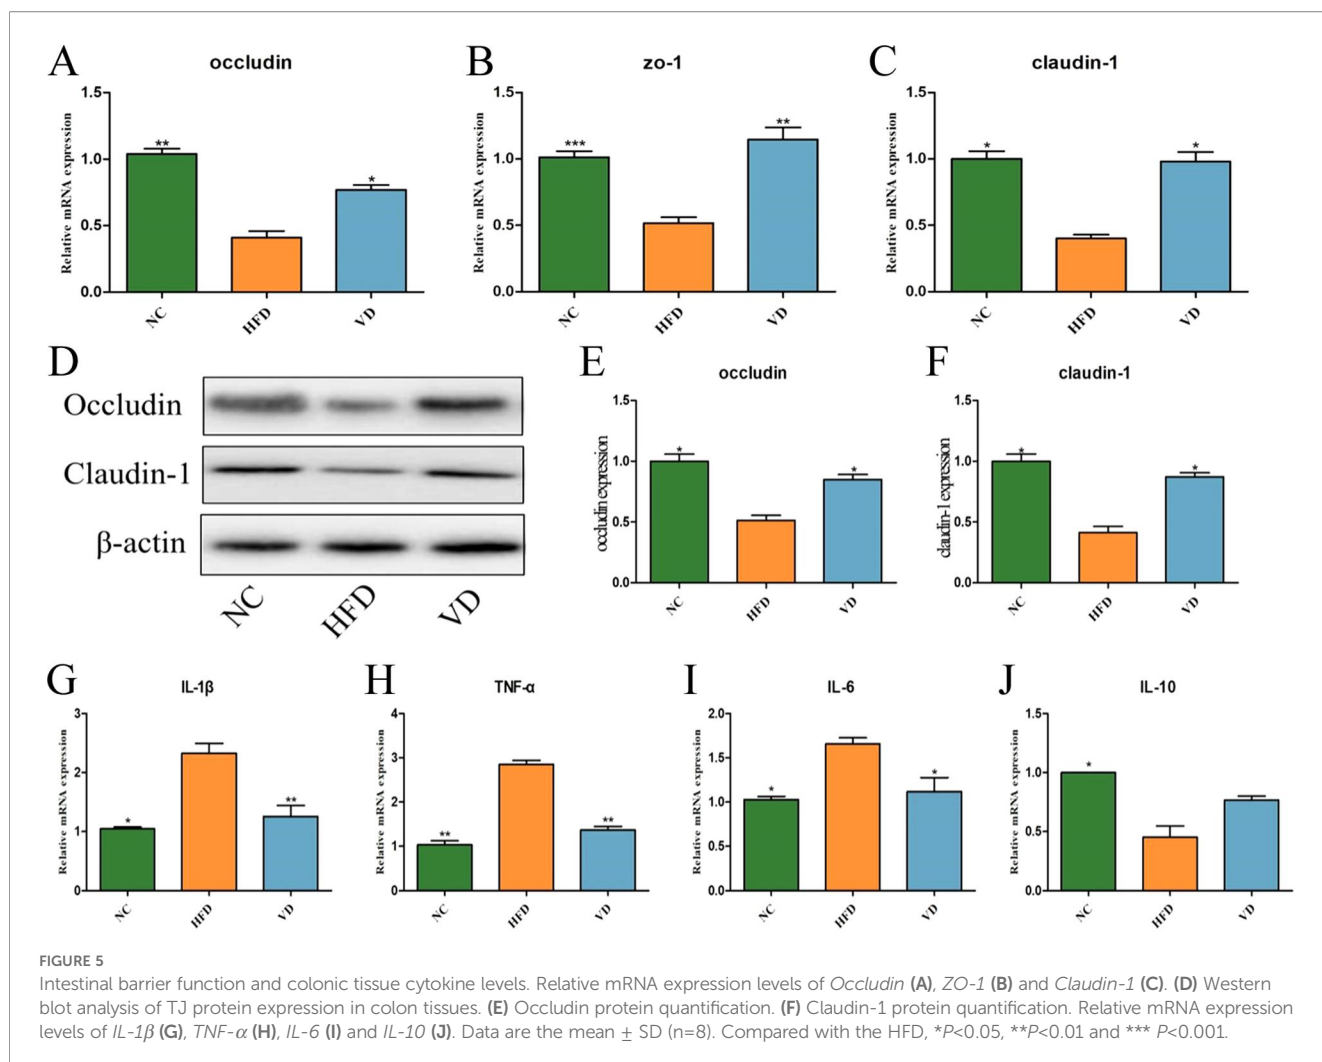 A
occludin
Relative mRNA expression
1.5
1.0
0.5
0.0
**
*
NC
HFD
VD
B
zo-1
Relative mRNA expression
1.5
1.0
0.5
0.0
***
**
NC
HFD
VD
C
claudin-1
Relative mRNA expression
1.5
1.0
0.5
0.0
*
*
NC
HFD
VD
D
Occludin
Claudin-1
β-actin
NC
HFD
VD
E
occludin
occludin expression
1.5
1.0
0.5
0.0
*
*
NC
HFD
VD
F
claudin-1
claudin-1 expression
1.5
1.0
0.5
0.0
*
*
NC
HFD
VD
G
IL-1β
Relative mRNA expression
3
2
1
0
*
**
NC
HFD
VD
H
TNF-α
Relative mRNA expression
4
3
2
1
0
**
**
NC
HFD
VD
I
IL-6
Relative mRNA expression
2.0
1.5
1.0
0.5
0.0
*
*
NC
HFD
VD
J
IL-10
Relative mRNA expression
1.5
1.0
0.5
0.0
*
NC
HFD
VD
FIGURE 5
Intestinal barrier function and colonic tissue cytokine levels. Relative mRNA expression levels of Occludin (A), ZO-1 (B) and Claudin-1 (C). (D) Western
blot analysis of TJ protein expression in colon tissues. (E) Occludin protein quantification. (F) Claudin-1 protein quantification. Relative mRNA expression
levels of IL-1β (G), TNF-α (H), IL-6 (I) and IL-10 (J). Data are the mean ± SD (n=8). Compared with the HFD, *P<0.05, **P<0.01 and *** P<0.001.